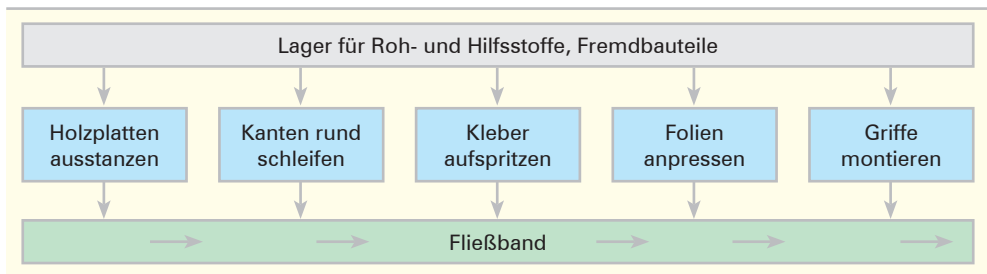 Lager für Roh- und Hilfsstoffe, Fremdbauteile
Holzplatten
ausstanzen
Kanten rund
schleifen
Kleber
aufspritzen
Folien
anpressen
Griffe
montieren
Fließband